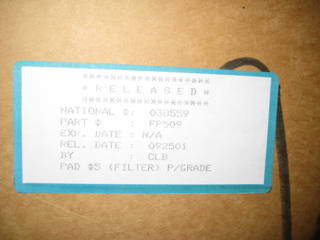 ********************
* R E L E A S E D *
********************
NATIONAL #: 038559
PART # : FP509
EXP. DATE : N/A
REL. DATE : 092501
BY : CLB
PAD #5 (FILTER) P/GRADE